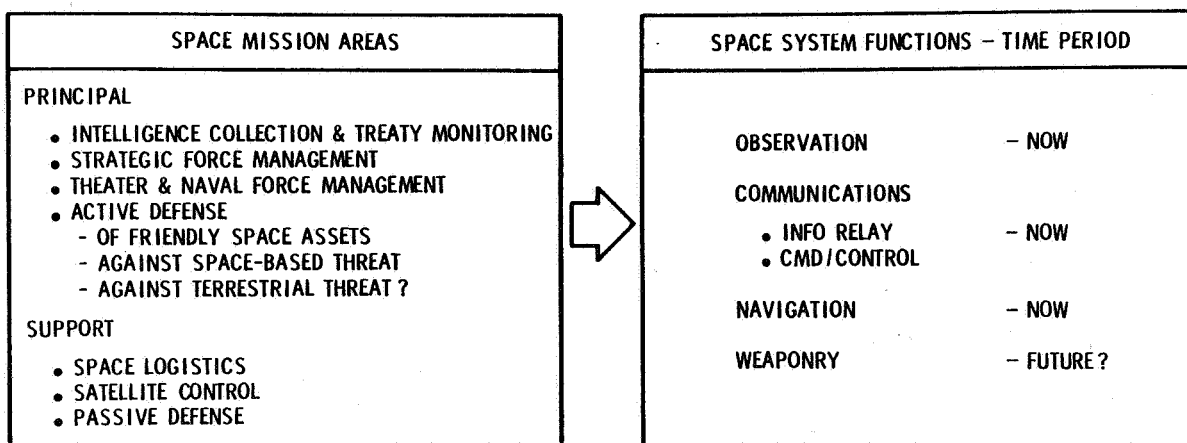 SPACE MISSION AREAS
PRINCIPAL
• INTELLIGENCE COLLECTION & TREATY MONITORING
• STRATEGIC FORCE MANAGEMENT
• THEATER & NAVAL FORCE MANAGEMENT
• ACTIVE DEFENSE
- OF FRIENDLY SPACE ASSETS
- AGAINST SPACE-BASED THREAT
- AGAINST TERRESTRIAL THREAT?
SUPPORT
• SPACE LOGISTICS
• SATELLITE CONTROL
• PASSIVE DEFENSE
SPACE SYSTEM FUNCTIONS – TIME PERIOD
OBSERVATION – NOW
COMMUNICATIONS
• INFO RELAY – NOW
• CMD/CONTROL
NAVIGATION – NOW
WEAPONRY – FUTURE?